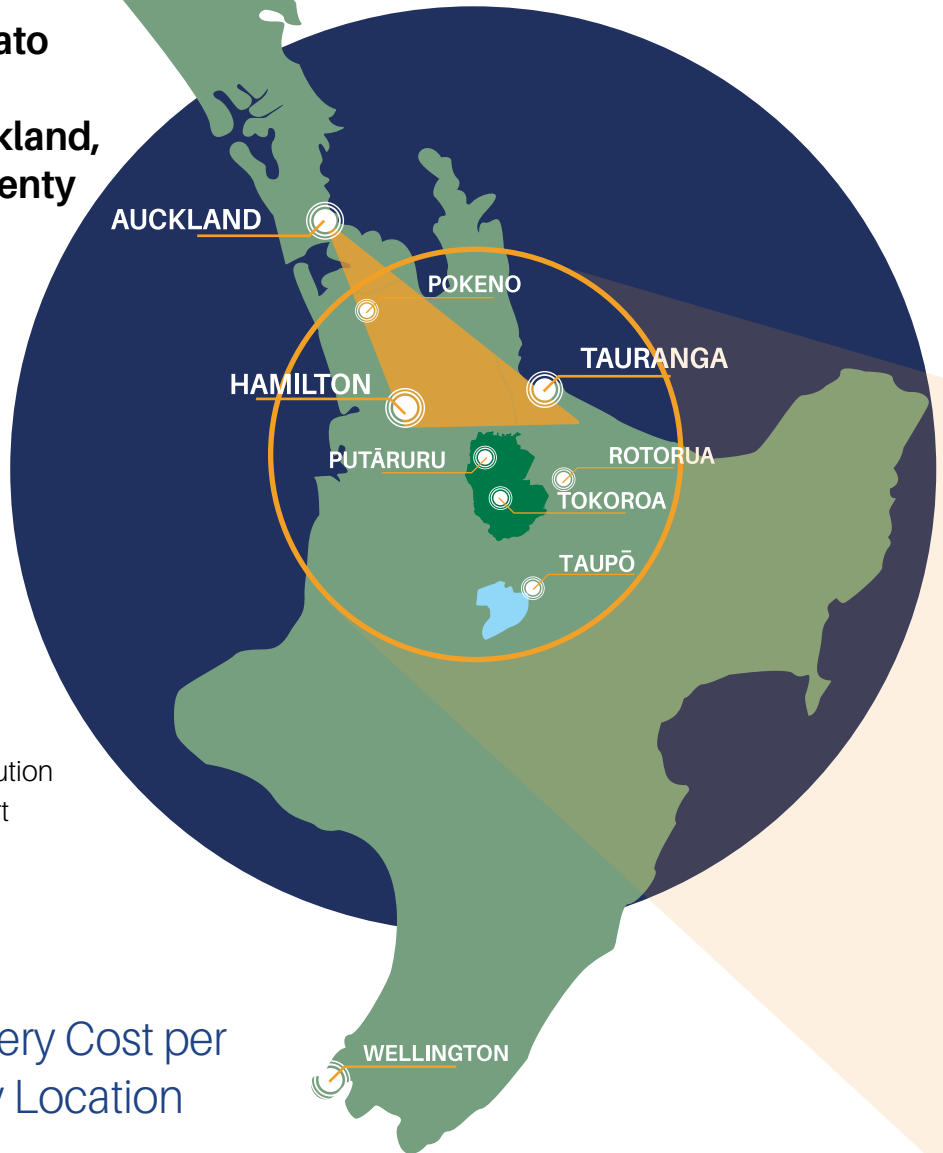 ato
kland,
enty
AUCKLAND
POKENO
TAURANGA
HAMILTON
PUTĀRURU
ROTORUA
TOKOROA
TAUPŌ
ution
t
ery Cost per
Location
WELLINGTON